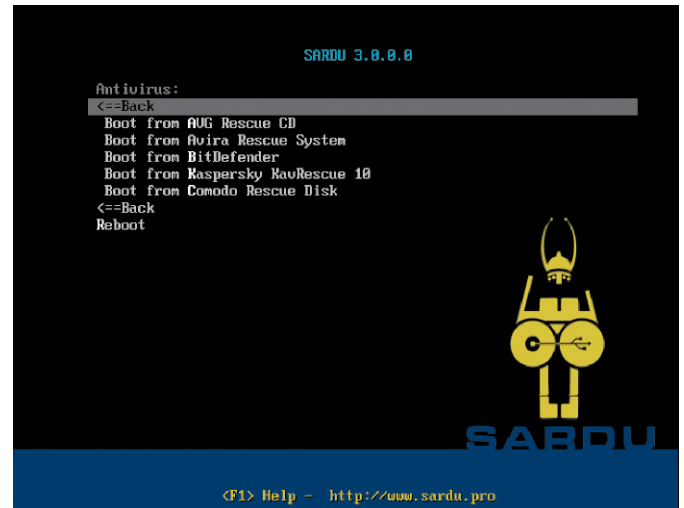 SARDU 3.0.0.0
Antivirus:
<==Back
Boot from AVG Rescue CD
Boot from Avira Rescue System
Boot from BitDefender
Boot from Kaspersky KavRescue 10
Boot from Comodo Rescue Disk
<==Back
Reboot
SARDU
<F1> Help - http://www.sardu.pro